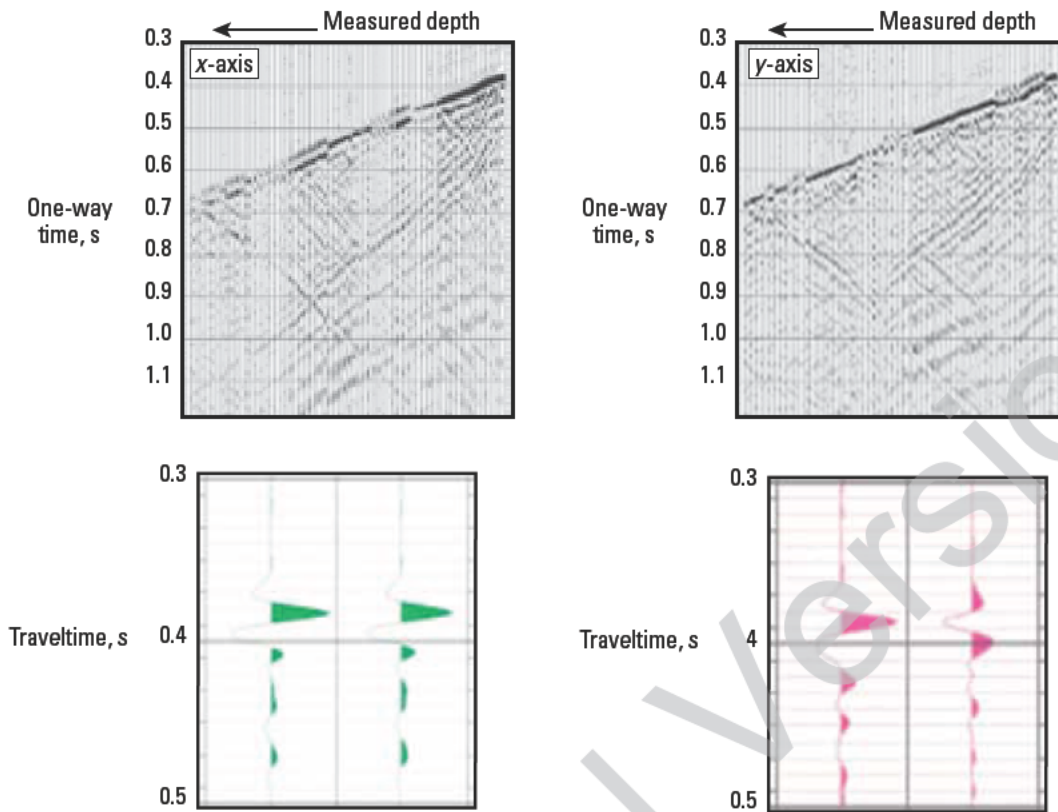 Measured depth
Measured depth
0.3
x-axis
0.4
0.5
0.6
One-way
time, s
0.7
0.8
0.9
1.0
1.1
0.3
y-axis
0.4
0.5
0.6
One-way
time, s
0.7
0.8
0.9
1.0
1.1
0.3
Traveltime, s
0.4
0.5
0.3
Traveltime, s
4
0.5
l Versio